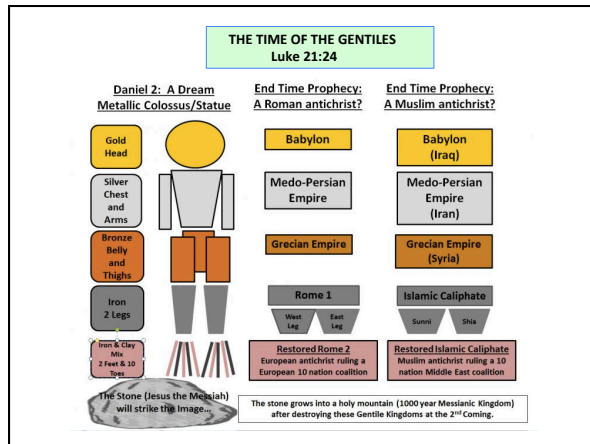 THE TIME OF THE GENTILES
Luke 21:24
Daniel 2:  A Dream
Metallic Colossus/Statue
End Time Prophecy:
A Roman antichrist?
End Time Prophecy:
A Muslim antichrist?
Gold
Head
Babylon
Babylon
(Iraq)
Silver
Chest
and
Arms
Medo-Persian
Empire
Medo-Persian
Empire
(Iran)
Bronze
Belly
and
Thighs
Grecian Empire
Grecian Empire
(Syria)
Iron
2 Legs
Rome 1
West
Leg
East
Leg
Islamic Caliphate
Sunni
Shia
Iron & Clay
Mix
2 Feet & 10
Toes
Restored Rome 2
European antichrist ruling a
European 10 nation coalition
Restored Islamic Caliphate
Muslim antichrist ruling a 10
nation Middle East coalition
The Stone (Jesus the Messiah)
will strike the Image...
The stone grows into a holy mountain (1000 year Messianic Kingdom)
after destroying these Gentile Kingdoms at the 2nd Coming.